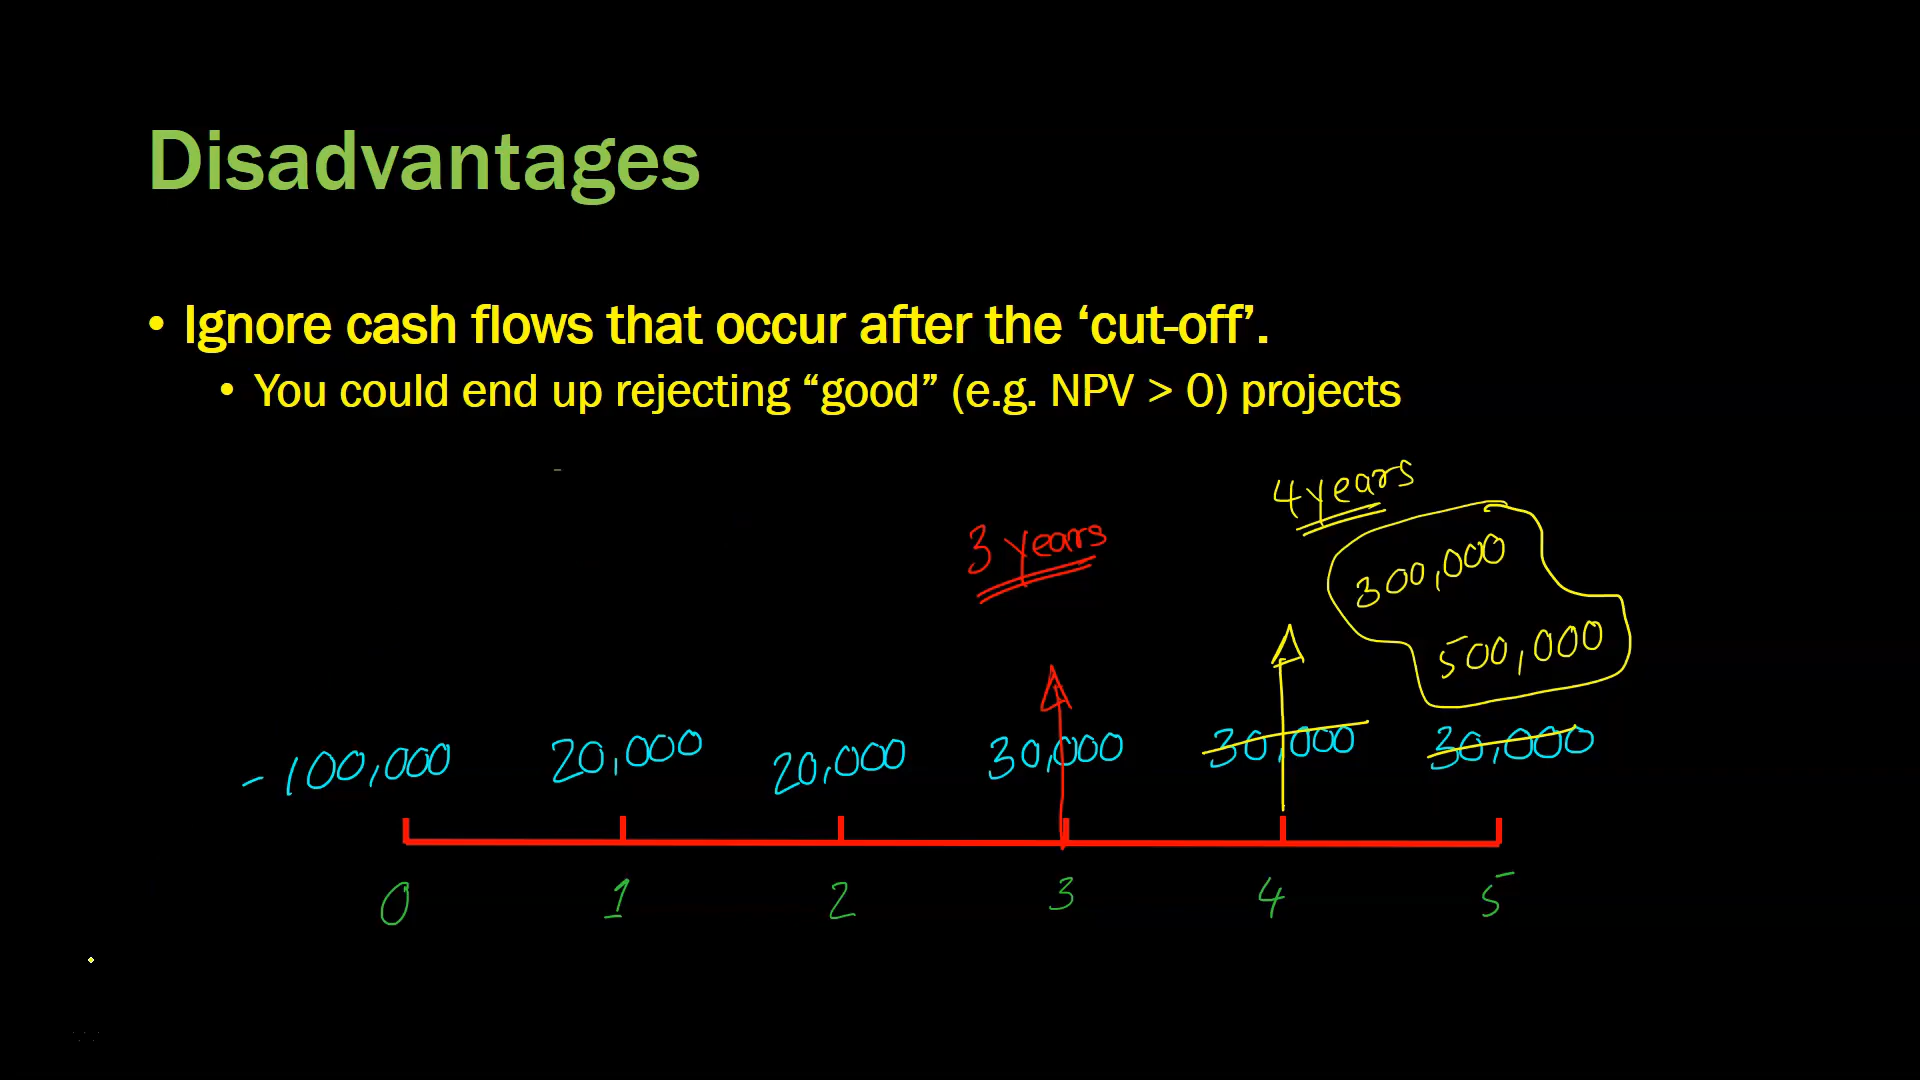 Disadvantages
• Ignore cash flows that occur after the ‘cut-off’.
• You could end up rejecting “good” (e.g. NPV > 0) projects
4 years
3 years
300,000
500,000
-100,000 20,000 20,000 30,000 30,000 30,000
0 1 2 3 4 5